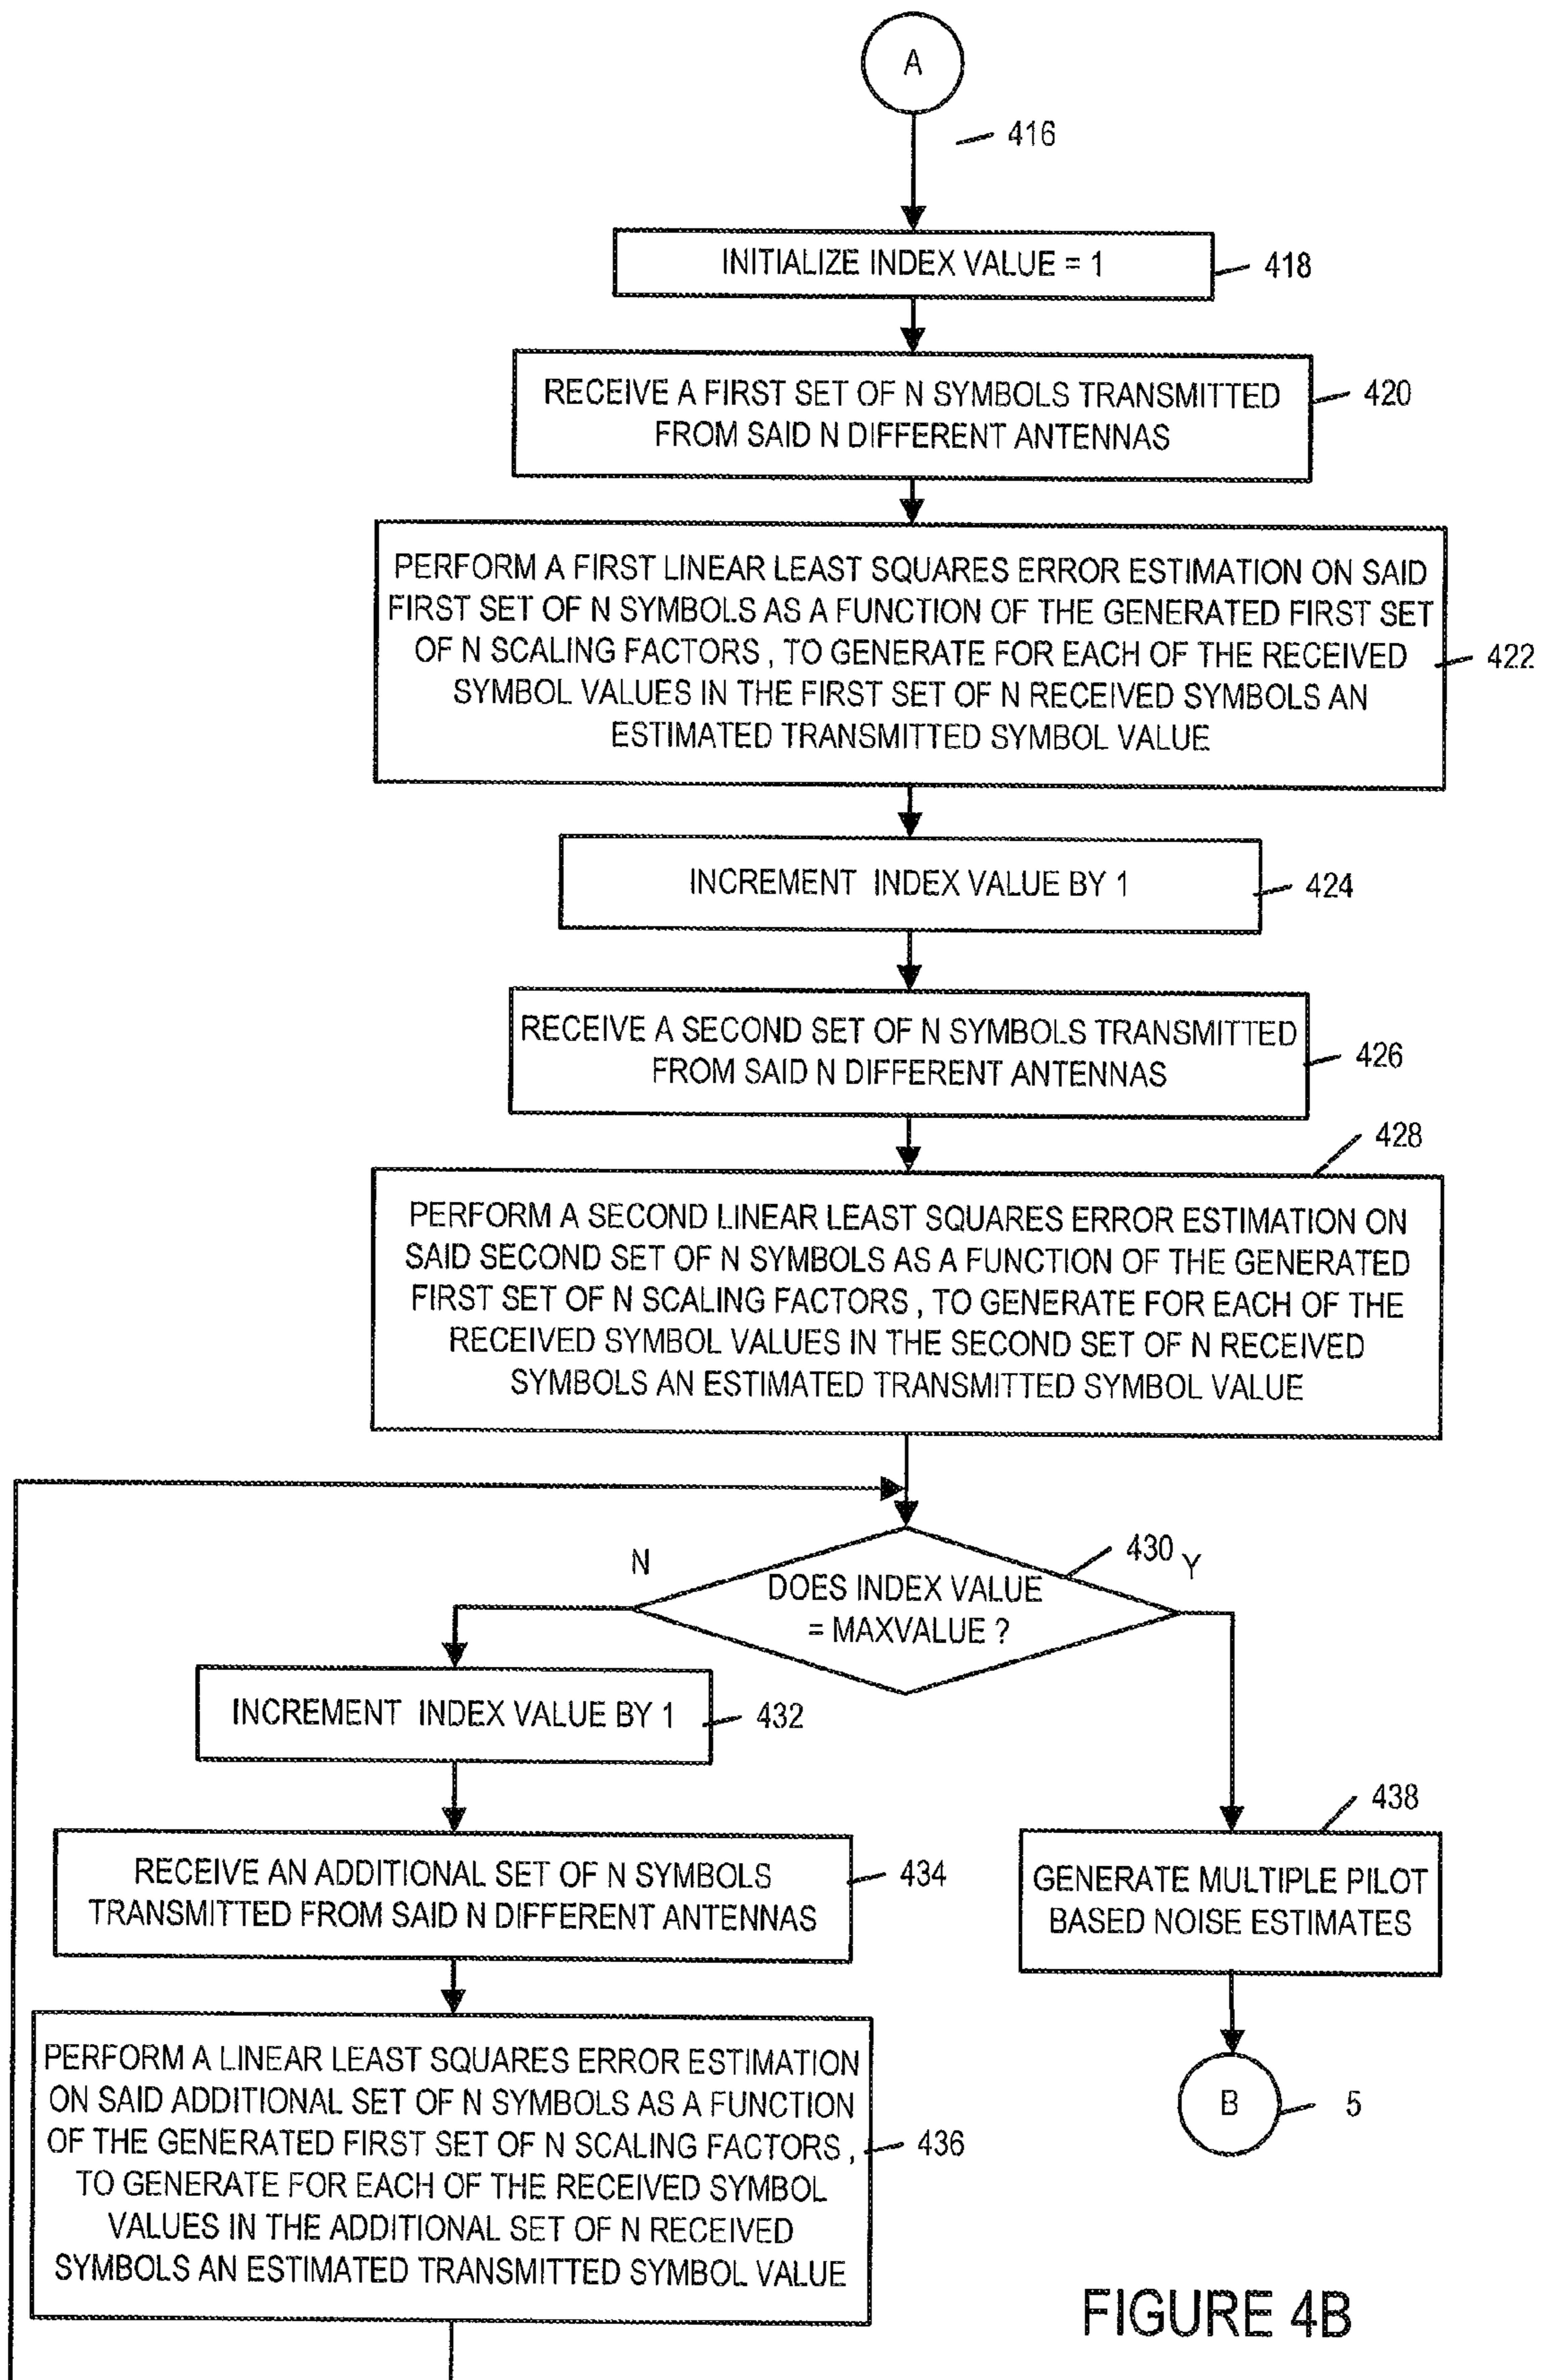 A
416
INITIALIZE INDEX VALUE = 1
418
RECEIVE A FIRST SET OF N SYMBOLS TRANSMITTED
FROM SAID N DIFFERENT ANTENNAS
420
PERFORM A FIRST LINEAR LEAST SQUARES ERROR ESTIMATION ON SAID
FIRST SET OF N SYMBOLS AS A FUNCTION OF THE GENERATED FIRST SET
OF N SCALING FACTORS , TO GENERATE FOR EACH OF THE RECEIVED
SYMBOL VALUES IN THE FIRST SET OF N RECEIVED SYMBOLS AN
ESTIMATED TRANSMITTED SYMBOL VALUE
422
INCREMENT INDEX VALUE BY 1
424
RECEIVE A SECOND SET OF N SYMBOLS TRANSMITTED
FROM SAID N DIFFERENT ANTENNAS
426
428
PERFORM A SECOND LINEAR LEAST SQUARES ERROR ESTIMATION ON
SAID SECOND SET OF N SYMBOLS AS A FUNCTION OF THE GENERATED
FIRST SET OF N SCALING FACTORS , TO GENERATE FOR EACH OF THE
RECEIVED SYMBOL VALUES IN THE SECOND SET OF N RECEIVED
SYMBOLS AN ESTIMATED TRANSMITTED SYMBOL VALUE
N
430
Y
DOES INDEX VALUE
= MAXVALUE ?
INCREMENT INDEX VALUE BY 1
432
RECEIVE AN ADDITIONAL SET OF N SYMBOLS
TRANSMITTED FROM SAID N DIFFERENT ANTENNAS
434
438
GENERATE MULTIPLE PILOT
BASED NOISE ESTIMATES
PERFORM A LINEAR LEAST SQUARES ERROR ESTIMATION
ON SAID ADDITIONAL SET OF N SYMBOLS AS A FUNCTION
OF THE GENERATED FIRST SET OF N SCALING FACTORS ,
TO GENERATE FOR EACH OF THE RECEIVED SYMBOL
VALUES IN THE ADDITIONAL SET OF N RECEIVED
SYMBOLS AN ESTIMATED TRANSMITTED SYMBOL VALUE
436
B
5
FIGURE 4B